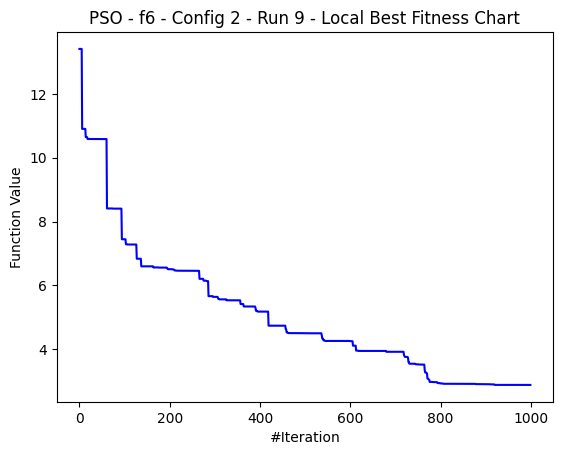 PSO - f6 - Config 2 - Run 9 - Local Best Fitness Chart
Function Value
12
10
8
6
4
0 200 400 600 800 1000
#Iteration